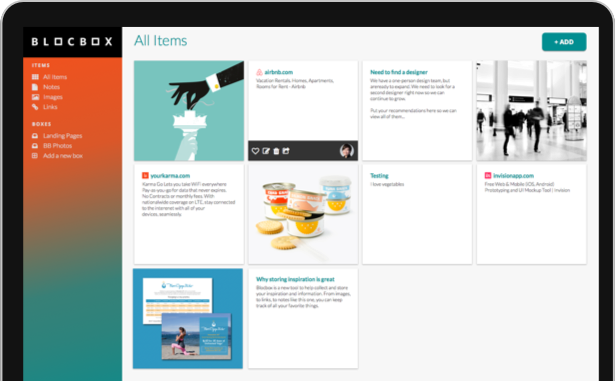 BLOCBOX
All Items
+ ADD
ITEMS
All Items
Notes
Images
Links
BOXES
Landing Pages
BB Photos
Add a new box
airbnb.com
Vacation Rentals, Homes, Apartments,
Rooms for Rent - Airbnb
Need to find a designer
We have a one-person design team, but
are ready to expand. We need to look for a
second designer right now so we can
continue to grow.
Put your recommendations here so we can
view all of them...
yourkarma.com
Karma Go Lets you take WiFi everywhere
Pay as you go for data that never expires.
No Contracts or monthly fees. With
nationwide coverage on LTE, stay connected
to the internet with all of your
devices, seamlessly.
Testing
I love vegetables
invisionapp.com
Free Web & Mobile (iOS, Android)
Prototyping and UI Mockup Tool | InVision
Why storing inspiration is great
Blocbox is a new tool to help collect and store
your inspiration and information. From images,
to links, to notes like this one, you can keep
track of all your favorite things.